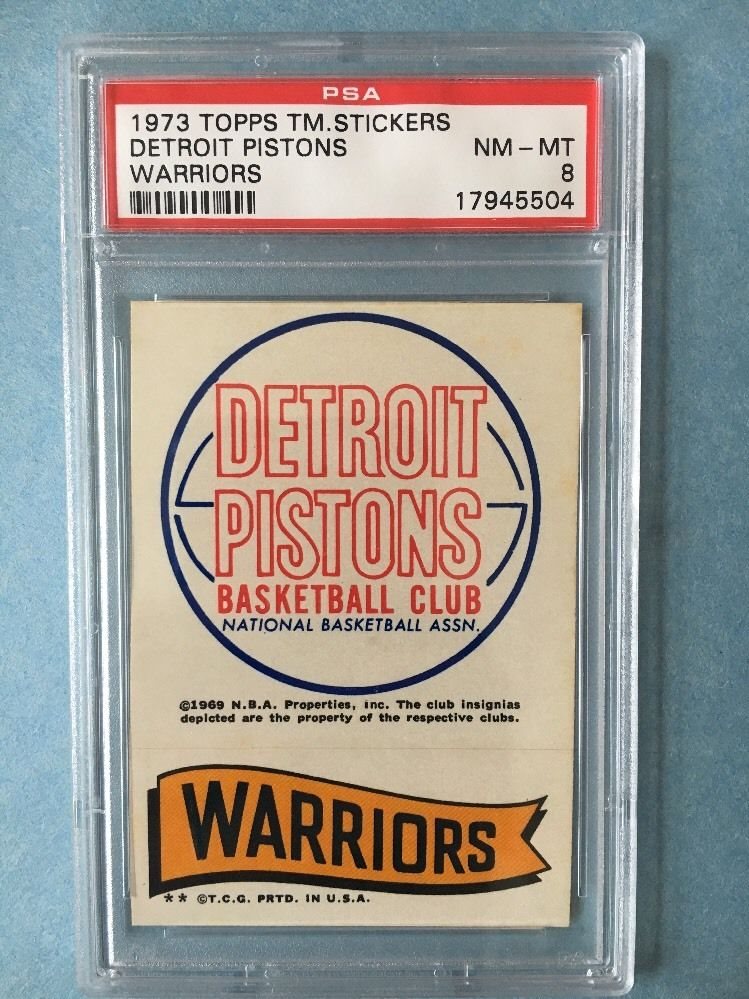 PSA
1973 TOPPS TM.STICKERS
DETROIT PISTONS NM - MT
WARRIORS 8
17945504
DETROIT
PISTONS
BASKETBALL CLUB
NATIONAL BASKETBALL ASSN.
©1969 N.B.A. Properties, Inc. The club insignias
depicted are the property of the respective clubs.
WARRIORS
** ©T.C.G. PRTD. IN U.S.A.